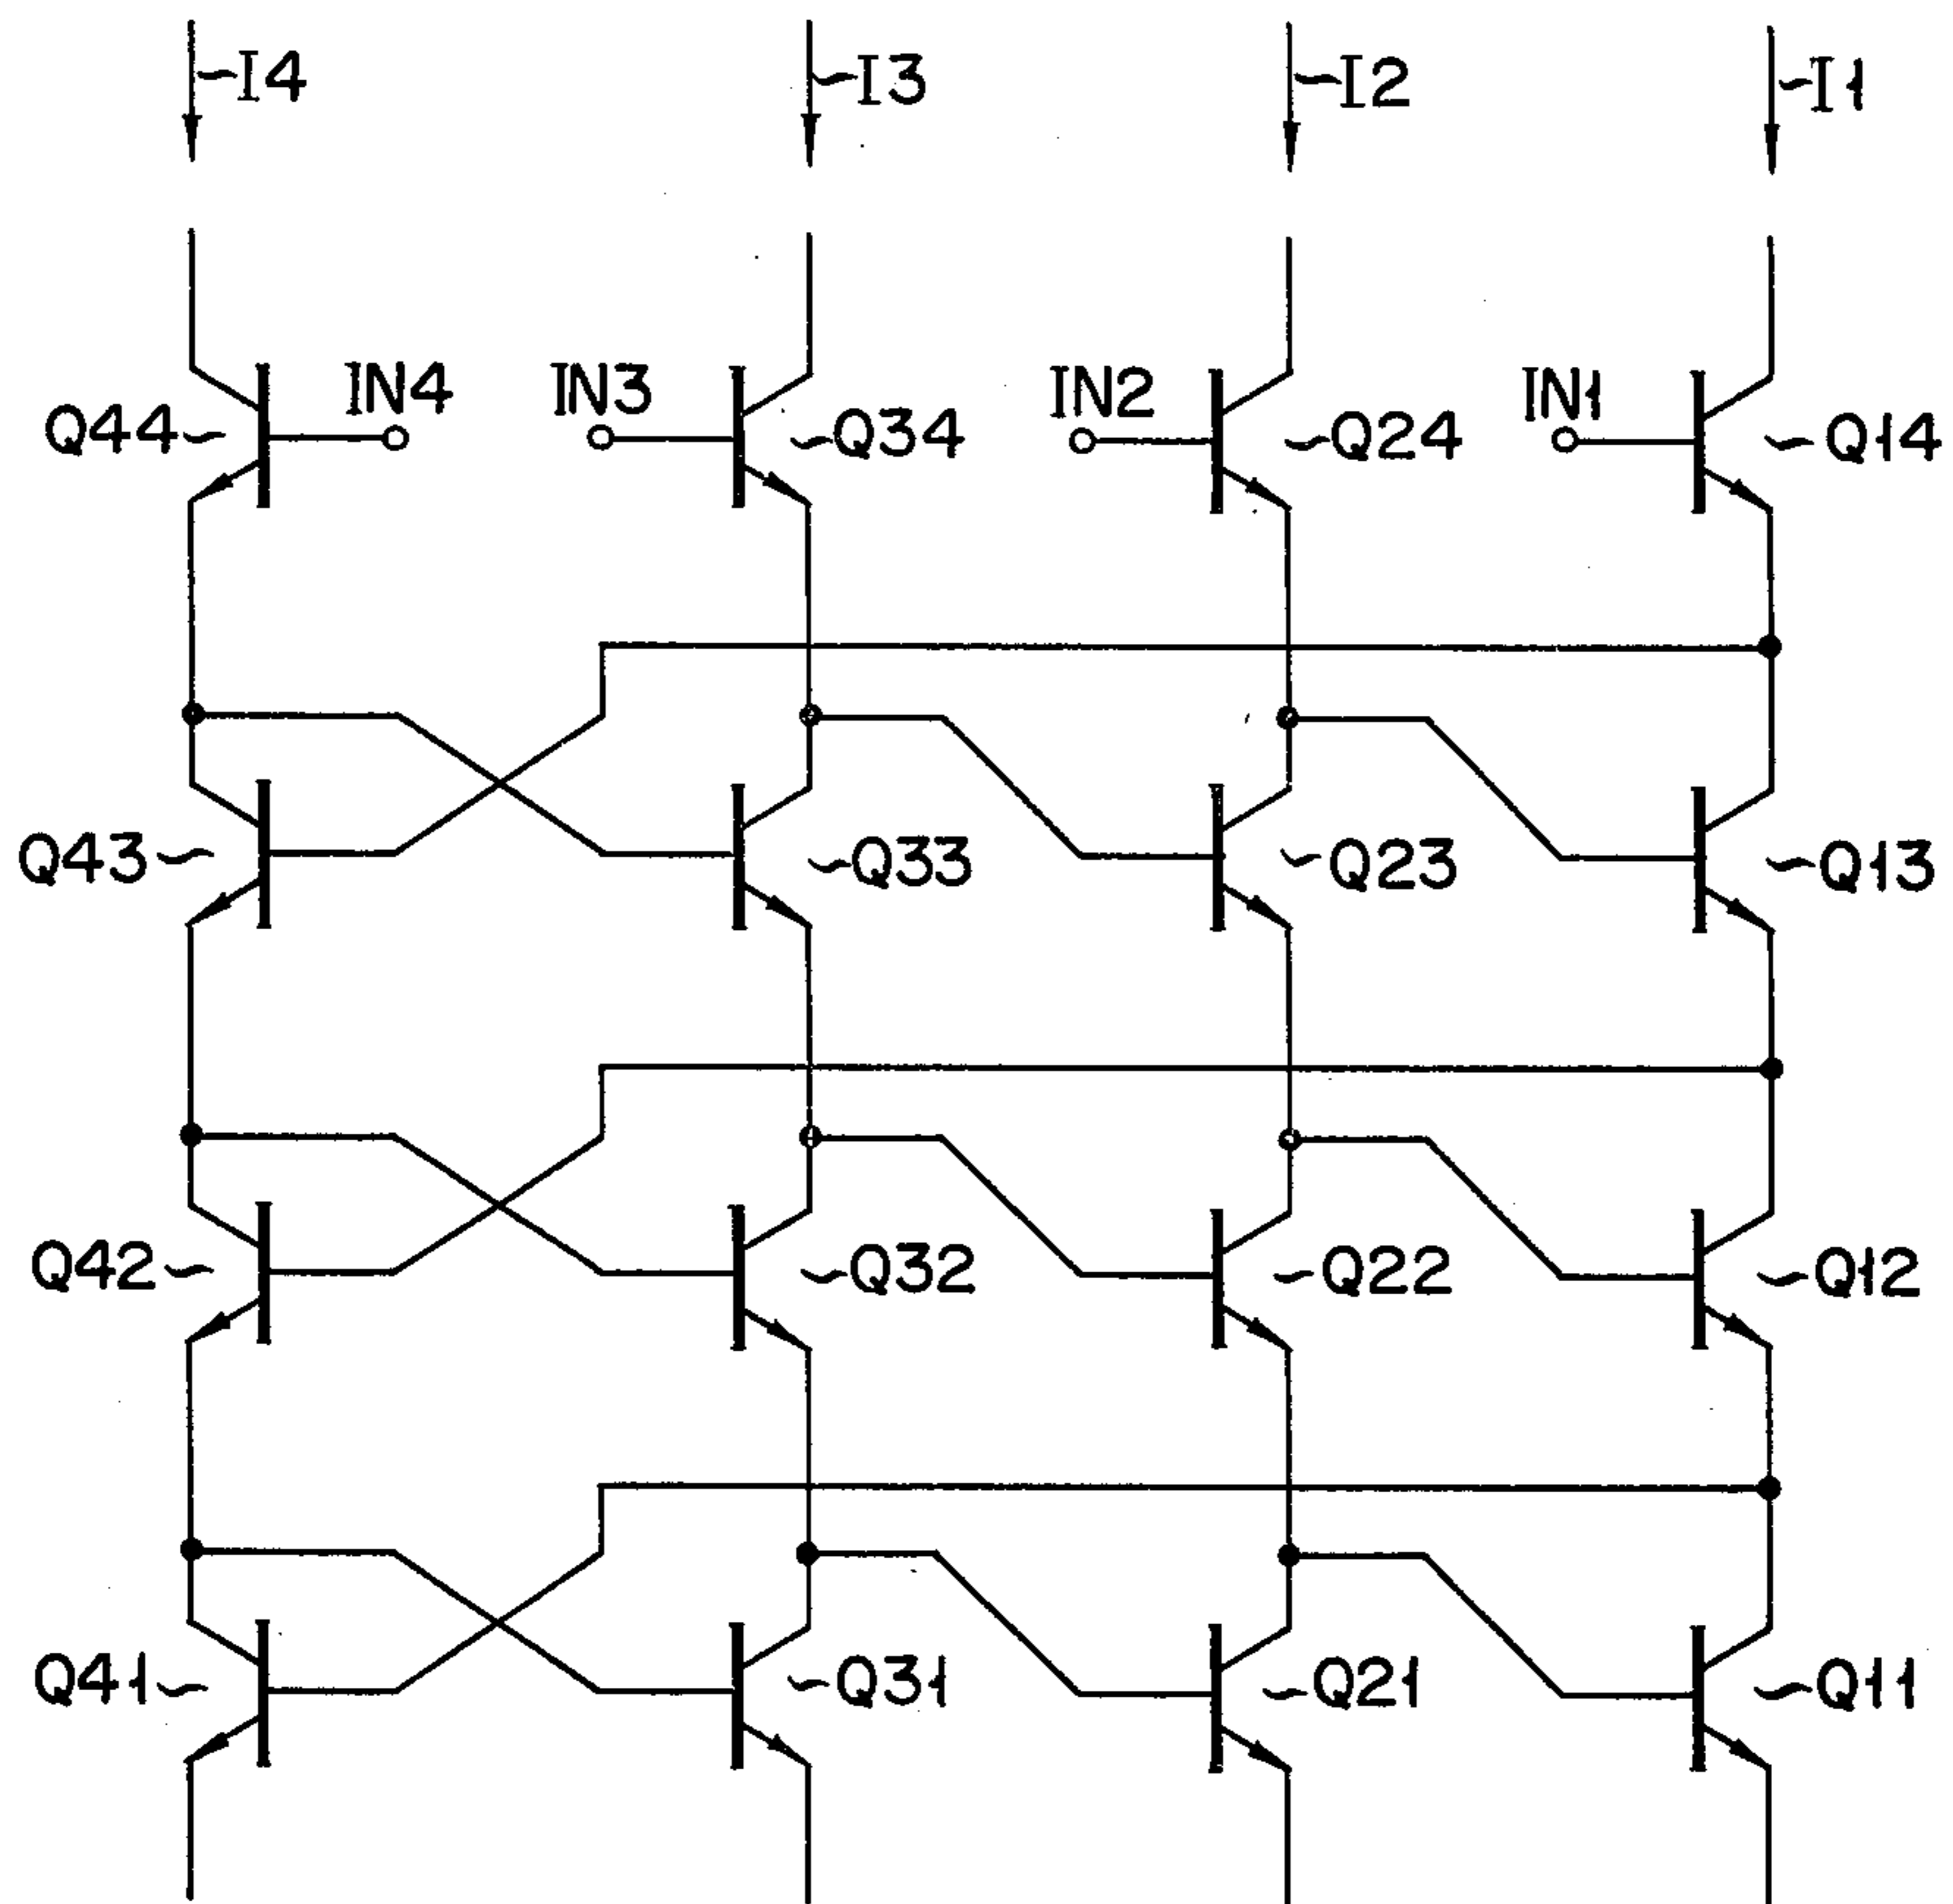 I4 I3 I2 I1
IN4 IN3 IN2 IN1
Q44 Q34 Q24 Q14
Q43 Q33 Q23 Q13
Q42 Q32 Q22 Q12
Q41 Q31 Q21 Q11